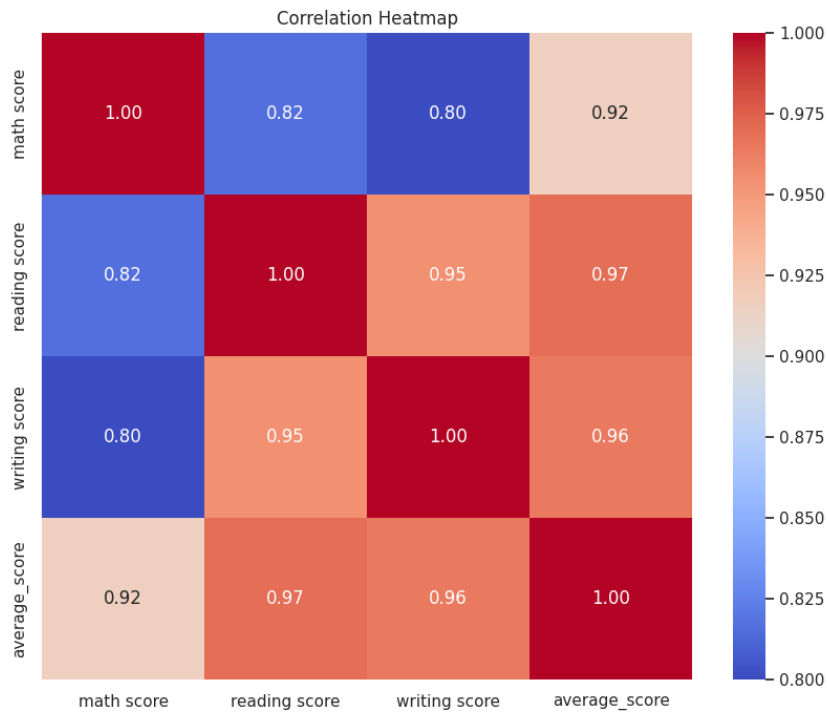 Correlation Heatmap
math score 1.00 0.82 0.80 0.92
reading score 0.82 1.00 0.95 0.97
writing score 0.80 0.95 1.00 0.96
average_score 0.92 0.97 0.96 1.00
math score reading score writing score average_score
1.000
0.975
0.950
0.925
0.900
0.875
0.850
0.825
0.800